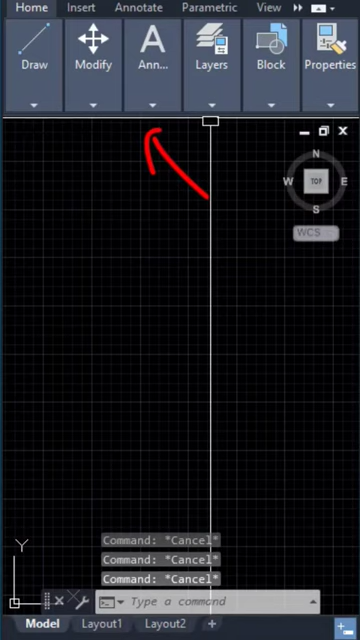 Home Insert Annotate Parametric View
Draw Modify Ann... Layers Block Properties
N
W TOP E
S
WCS
Command: *Cancel*
Y
Command: *Cancel*
Command: *Cancel*
Type a command
Model Layout1 Layout2 +